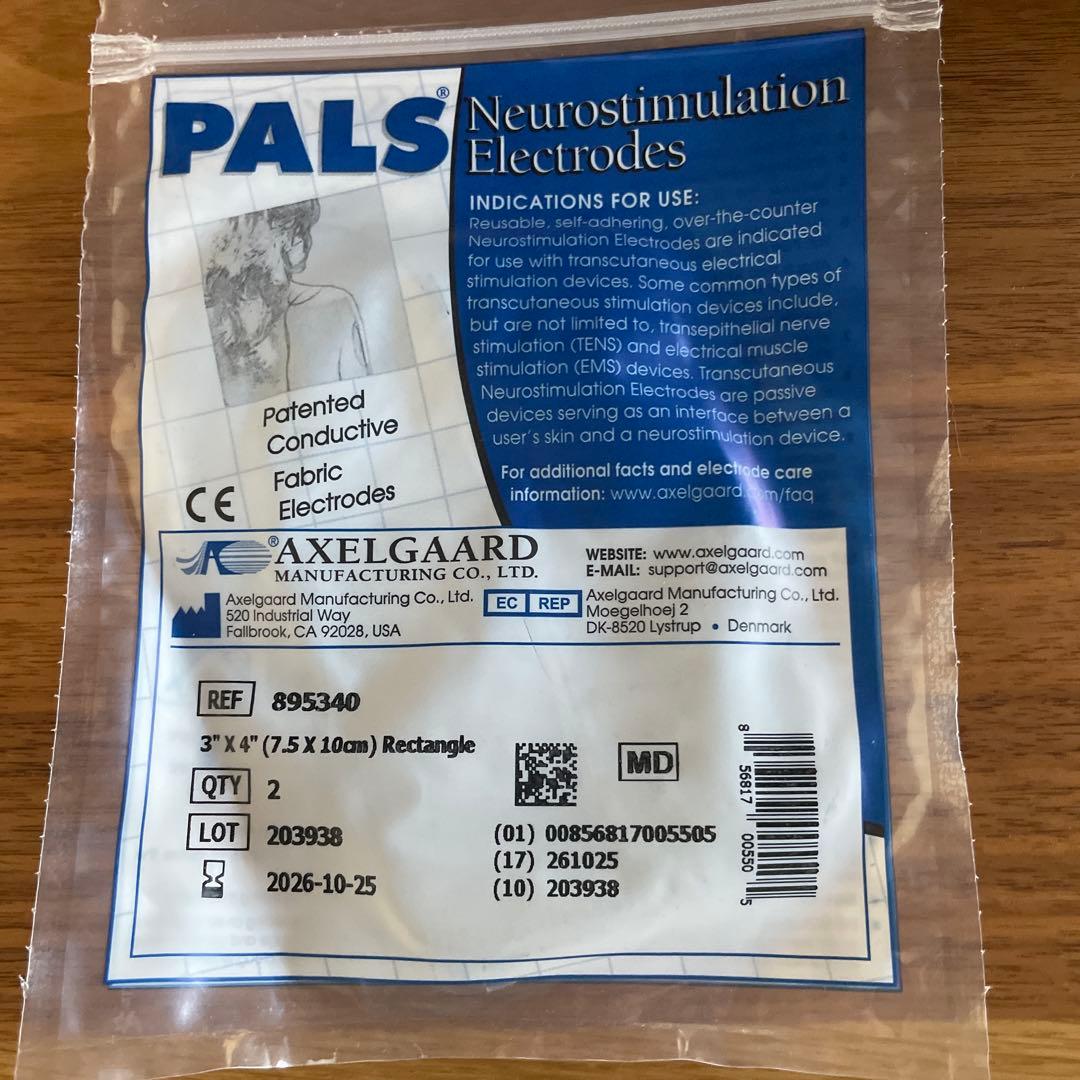 PALS®
Neurostimulation
Electrodes
INDICATIONS FOR USE:
Reusable, self-adhering, over-the-counter
Neurostimulation Electrodes are indicated
for use with transcutaneous electrical
stimulation devices. Some common types of
transcutaneous stimulation devices include,
but are not limited to, transepithelial nerve
stimulation (TENS) and electrical muscle
stimulation (EMS) devices. Transcutaneous
Neurostimulation Electrodes are passive
devices serving as an interface between a
user's skin and a neurostimulation device.
For additional facts and electrode care
information: www.axelgaard.com/faq
Patented
Conductive
Fabric
Electrodes
CE
®AXELGAARD
MANUFACTURING CO., LTD.
WEBSITE: www.axelgaard.com
E-MAIL: support@axelgaard.com
Axelgaard Manufacturing Co., Ltd.
520 Industrial Way
Fallbrook, CA 92028, USA
EC REP
Axelgaard Manufacturing Co., Ltd.
Moegelhoej 2
DK-8520 Lystrup • Denmark
REF 895340
3" X 4" (7.5 X 10cm) Rectangle
QTY 2
LOT 203938
2026-10-25
MD
(01) 00856817005505
(17) 261025
(10) 203938
8 56817 00550 5